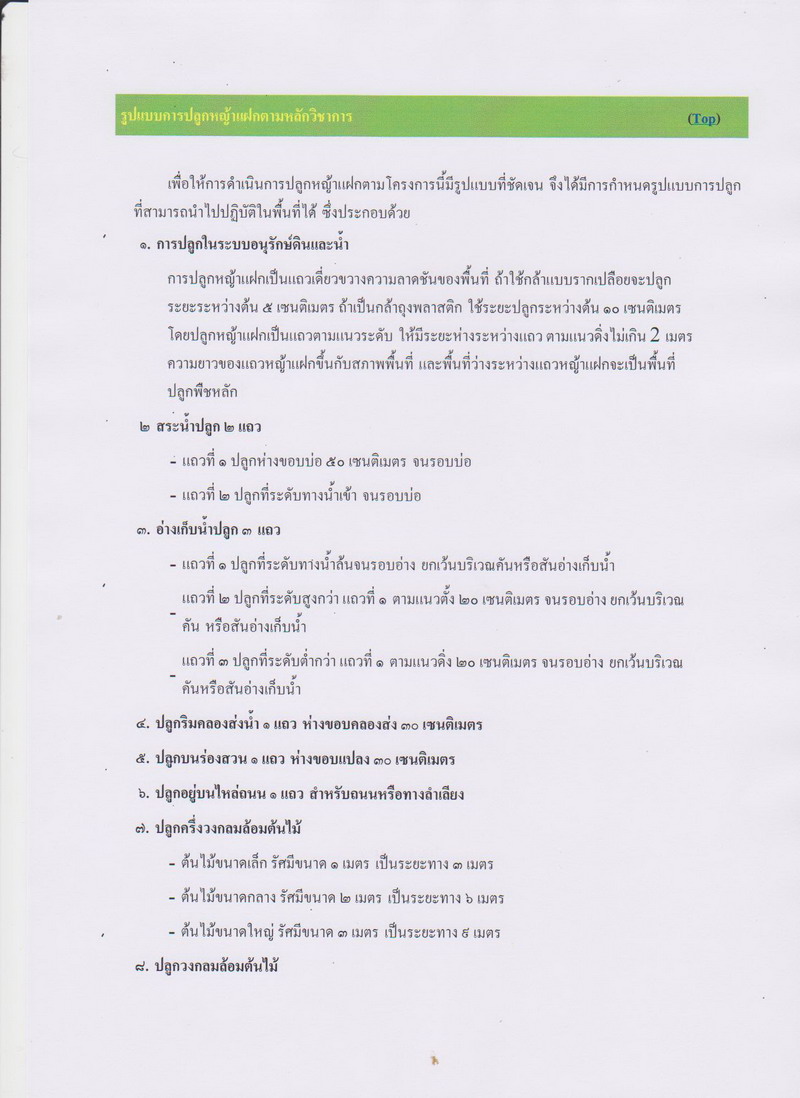 รูปแบบการปลูกหญ้าแฝกตามหลักวิชาการ (Top)
เพื่อให้การดำเนินการปลูกหญ้าแฝกตามโครงการนี้มีรูปแบบที่ชัดเจน จึงได้มีการกำหนดรูปแบบการปลูก
ที่สามารถนำไปปฏิบัติในพื้นที่ได้ ซึ่งประกอบด้วย
๑. การปลูกในระบบอนุรักษ์ดินและน้ำ
การปลูกหญ้าแฝกเป็นแถวเดี่ยวขวางความลาดชันของพื้นที่ ถ้าใช้กล้าแบบรากเปลือยจะปลูก
ระยะระหว่างต้น ๕ เซนติเมตร ถ้าเป็นกล้าถุงพลาสติก ใช้ระยะปลูกระหว่างต้น ๑๐ เซนติเมตร
โดยปลูกหญ้าแฝกเป็นแถวตามแนวระดับ ให้มีระยะห่างระหว่างแถว ตามแนวดิ่งไม่เกิน 2 เมตร
ความยาวของแถวหญ้าแฝกขึ้นกับสภาพพื้นที่ และพื้นที่ว่างระหว่างแถวหญ้าแฝกจะเป็นพื้นที่
ปลูกพืชหลัก
๒ สระน้ำปลูก ๒ แถว
- แถวที่ ๑ ปลูกห่างขอบบ่อ ๕๐ เซนติเมตร จนรอบบ่อ
- แถวที่ ๒ ปลูกที่ระดับทางน้ำเข้า จนรอบบ่อ
๓. อ่างเก็บน้ำปลูก ๓ แถว
- แถวที่ ๑ ปลูกที่ระดับทางน้ำล้นจนรอบอ่าง ยกเว้นบริเวณคันหรือสันอ่างเก็บน้ำ
- แถวที่ ๒ ปลูกที่ระดับสูงกว่า แถวที่ ๑ ตามแนวตั้ง ๒๐ เซนติเมตร จนรอบอ่าง ยกเว้นบริเวณ
คัน หรือสันอ่างเก็บน้ำ
- แถวที่ ๓ ปลูกที่ระดับต่ำกว่า แถวที่ ๑ ตามแนวดิ่ง ๒๐ เซนติเมตร จนรอบอ่าง ยกเว้นบริเวณ
คันหรือสันอ่างเก็บน้ำ
๔. ปลูกริมคลองส่งน้ำ ๑ แถว ห่างขอบคลองส่ง ๓๐ เซนติเมตร
๕. ปลูกบนร่องสวน ๑ แถว ห่างขอบแปลง ๓๐ เซนติเมตร
๖. ปลูกอยู่บนไหล่ถนน ๑ แถว สำหรับถนนหรือทางลำเลียง
๗. ปลูกครึ่งวงกลมล้อมต้นไม้
- ต้นไม้ขนาดเล็ก รัศมีขนาด ๑ เมตร เป็นระยะทาง ๓ เมตร
- ต้นไม้ขนาดกลาง รัศมีขนาด ๒ เมตร เป็นระยะทาง ๖ เมตร
- ต้นไม้ขนาดใหญ่ รัศมีขนาด ๓ เมตร เป็นระยะทาง ๙ เมตร
๘. ปลูกวงกลมล้อมต้นไม้